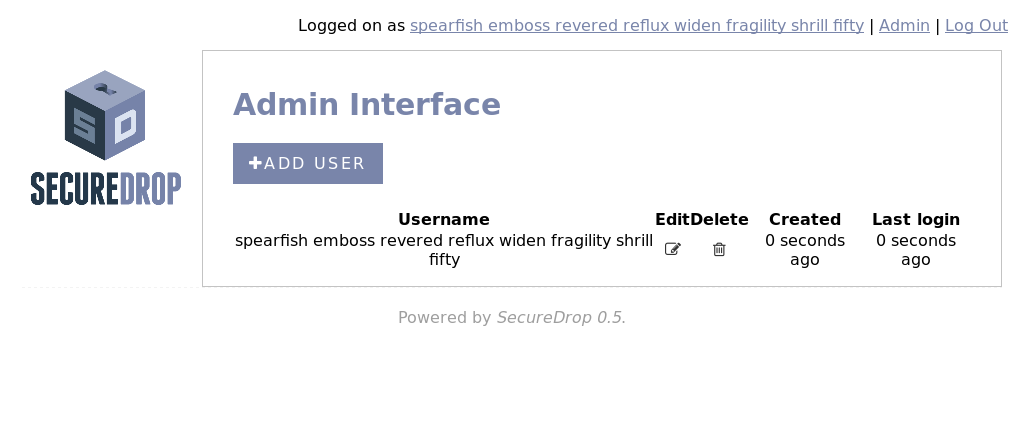 Logged on as spearfish emboss revered reflux widen fragility shrill fifty | Admin | Log Out
SD
SECUREDROP
Admin Interface
+ADD USER
Username Edit Delete Created Last login
spearfish emboss revered reflux widen fragility shrill 0 seconds 0 seconds
fifty ago ago
Powered by SecureDrop 0.5.